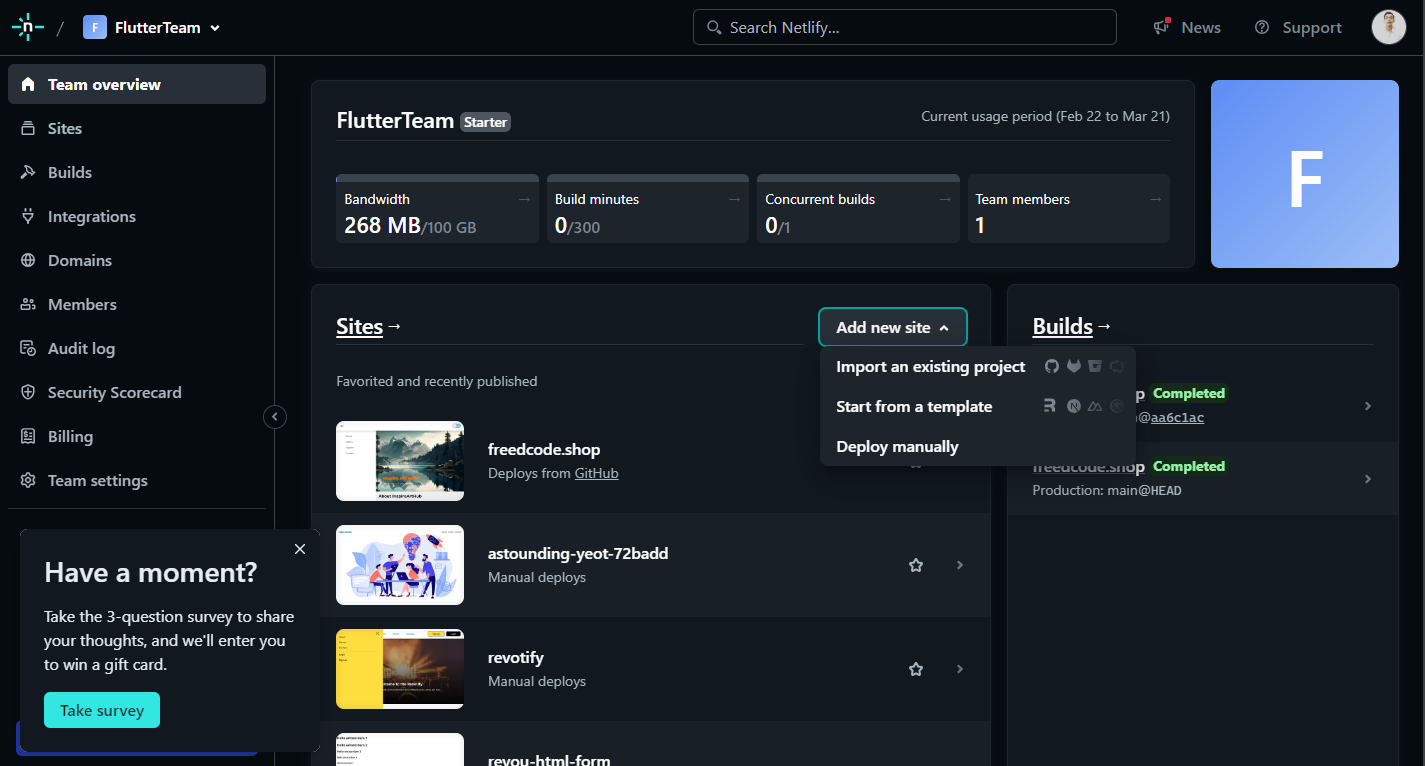 n / F FlutterTeam
Search Netlify...
News
Support
Team overview
Sites
Builds
Integrations
Domains
Members
Audit log
Security Scorecard
Billing
Team settings
Have a moment?
Take the 3-question survey to share
your thoughts, and we'll enter you
to win a gift card.
Take survey
FlutterTeam Starter
Current usage period (Feb 22 to Mar 21)
Bandwidth →
268 MB/100 GB
Build minutes →
0/300
Concurrent builds →
0/1
Team members →
1
F
Sites →
Add new site
Import an existing project
Start from a template
Deploy manually
Favorited and recently published
freedcode.shop
Deploys from GitHub
About InspireArtHub
astounding-yeot-72badd
Manual deploys
revotify
Manual deploys
revou-html-form
Builds →
p Completed
@aa6c1ac
freedcode.shop Completed
Production: main@HEAD